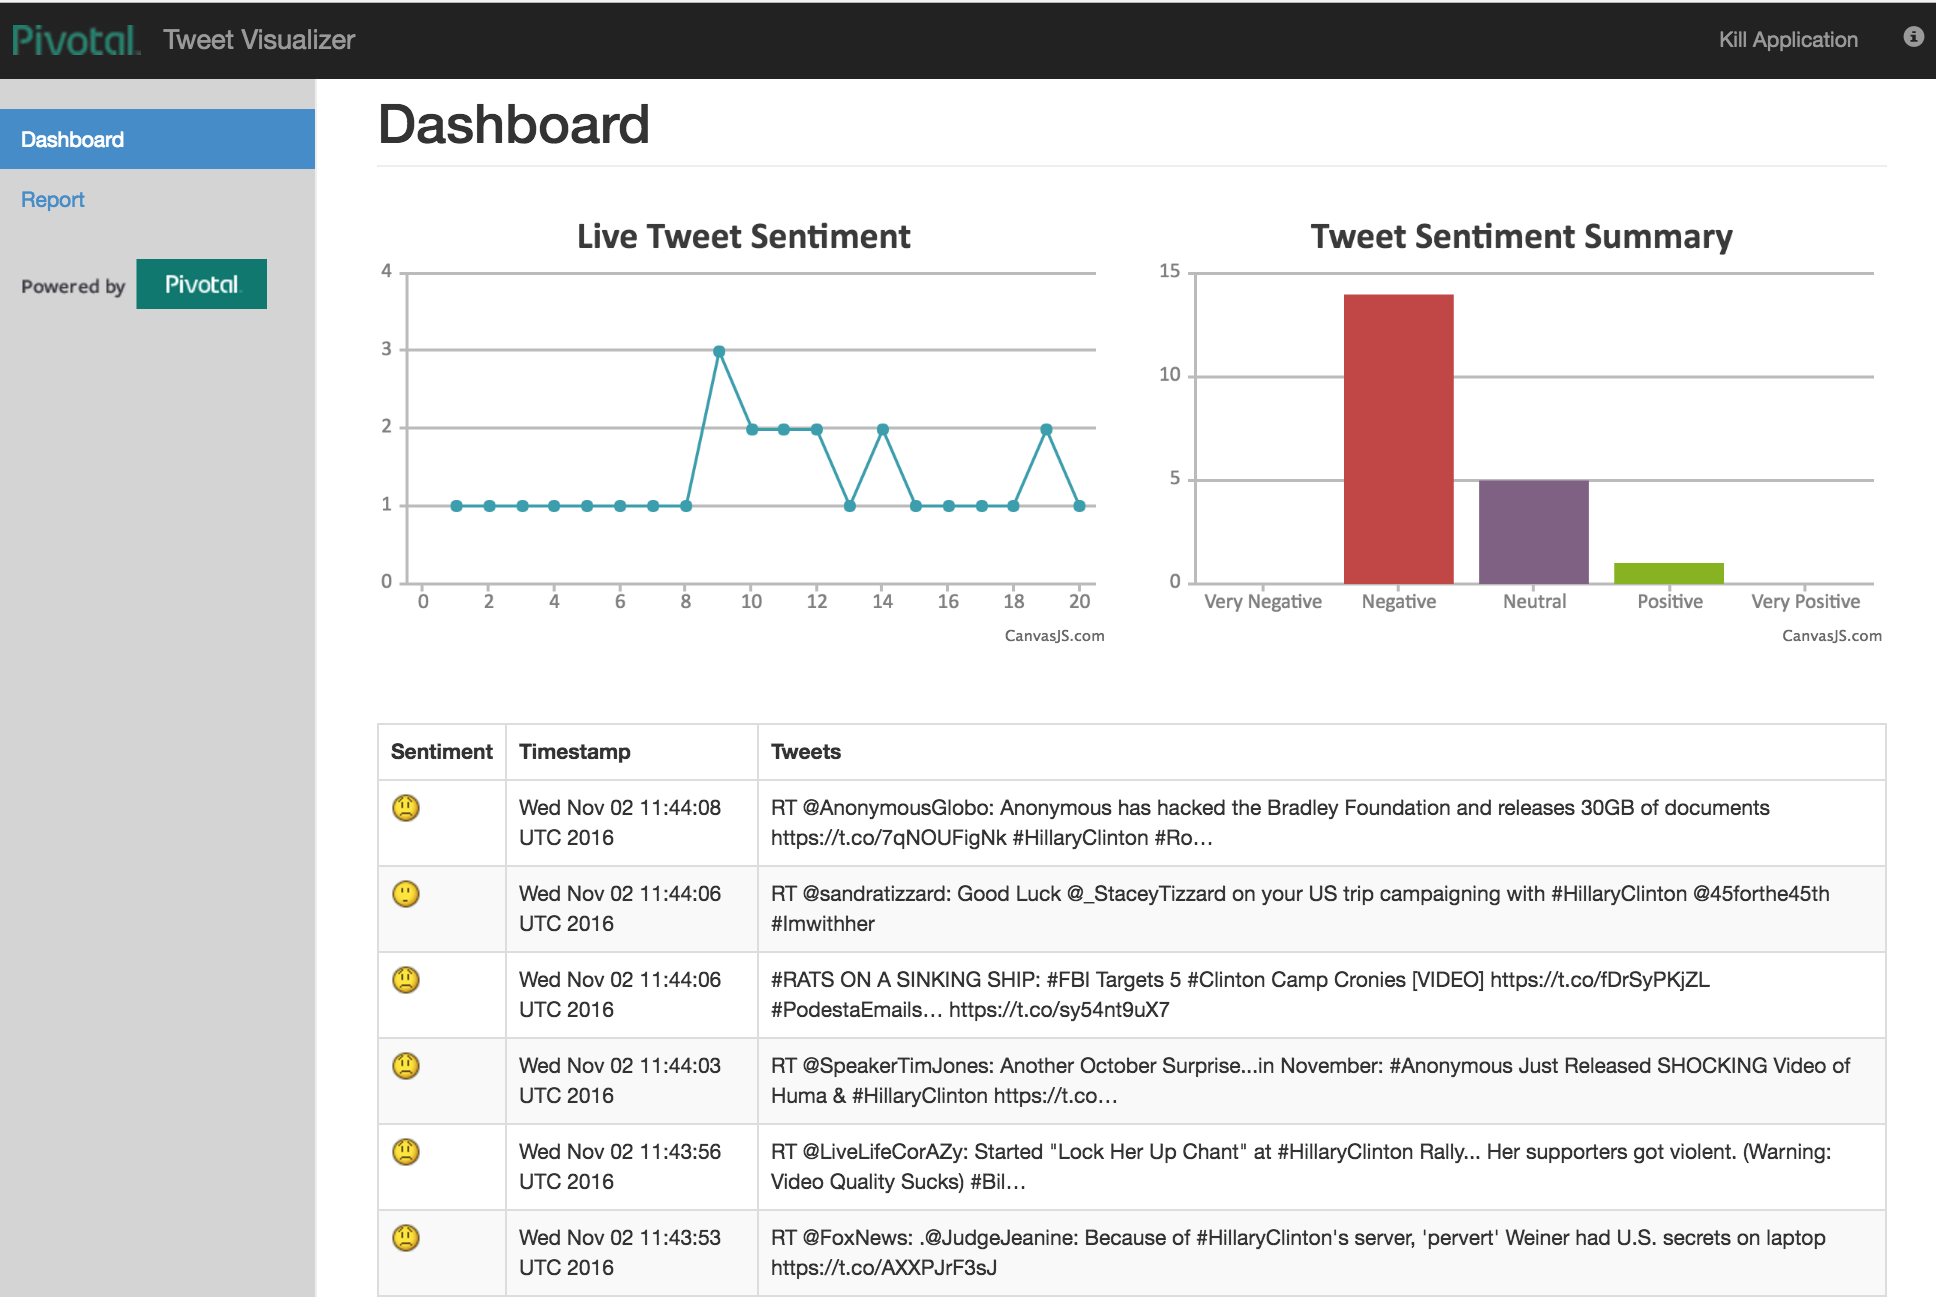 Pivotal. Tweet Visualizer Kill Application
Dashboard
Report
Powered by Pivotal.
Dashboard
Live Tweet Sentiment
4
3
2
1
0
0 2 4 6 8 10 12 14 16 18 20
CanvasJS.com
Tweet Sentiment Summary
15
10
5
0
Very Negative Negative Neutral Positive Very Positive
CanvasJS.com
Sentiment Timestamp Tweets
Wed Nov 02 11:44:08
UTC 2016
RT @AnonymousGlobo: Anonymous has hacked the Bradley Foundation and releases 30GB of documents
https://t.co/7qNOUFigNk #HillaryClinton #Ro…
Wed Nov 02 11:44:06
UTC 2016
RT @sandratizzard: Good Luck @_StaceyTizzard on your US trip campaigning with #HillaryClinton @45forthe45th
#Imwithher
Wed Nov 02 11:44:06
UTC 2016
#RATS ON A SINKING SHIP: #FBI Targets 5 #Clinton Camp Cronies [VIDEO] https://t.co/fDrSyPKjZL
#PodestaEmails… https://t.co/sy54nt9uX7
Wed Nov 02 11:44:03
UTC 2016
RT @SpeakerTimJones: Another October Surprise...in November: #Anonymous Just Released SHOCKING Video of
Huma & #HillaryClinton https://t.co…
Wed Nov 02 11:43:56
UTC 2016
RT @LiveLifeCorAZy: Started "Lock Her Up Chant" at #HillaryClinton Rally... Her supporters got violent. (Warning:
Video Quality Sucks) #Bil…
Wed Nov 02 11:43:53
UTC 2016
RT @FoxNews: .@JudgeJeanine: Because of #HillaryClinton's server, 'pervert' Weiner had U.S. secrets on laptop
https://t.co/AXXPJrF3sJ